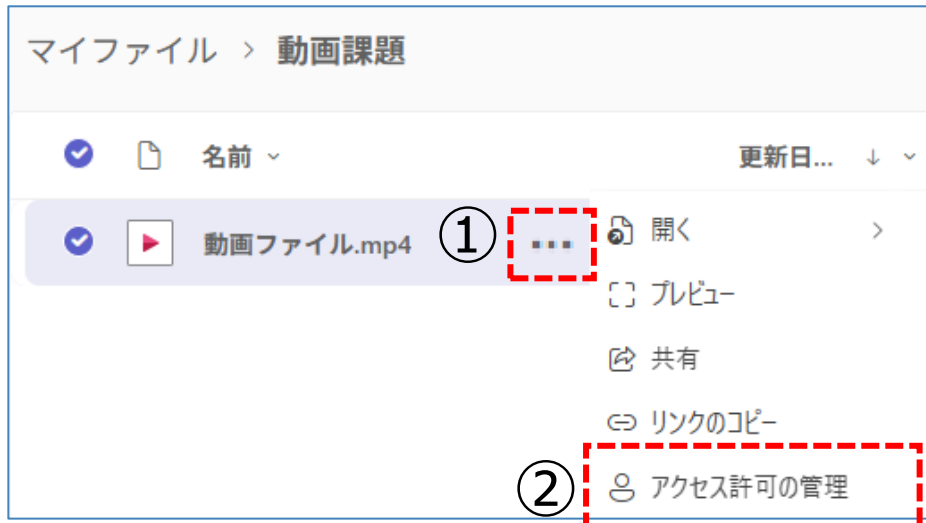 マイファイル > 動画課題
名前
更新日...
動画ファイル.mp4
①
...
開く
プレビュー
共有
リンクのコピー
②
アクセス許可の管理